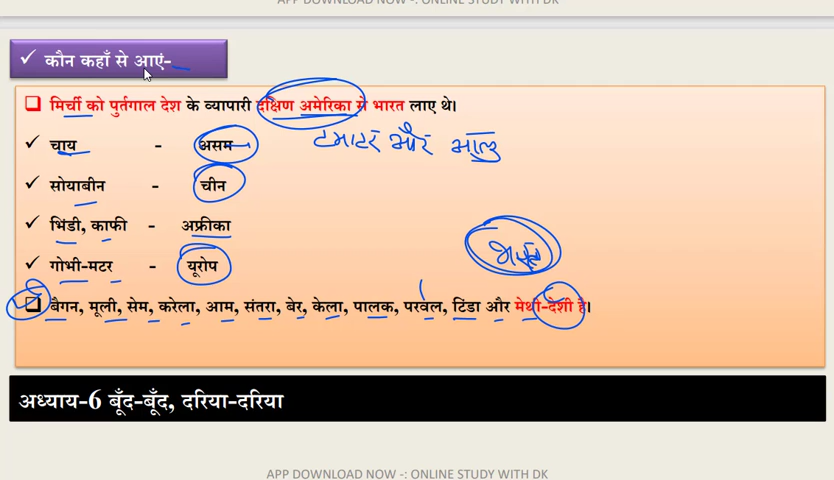 APP DOWNLOAD NOW -: ONLINE STUDY WITH DK
✓ कौन कहाँ से आएं-
❑ मिर्ची को पुर्तगाल देश के व्यापारी दक्षिण अमेरिका से भारत लाए थे।
✓ चाय - असम
टमाटर और आलु
✓ सोयाबीन - चीन
✓ भिंडी, काफी - अफ्रीका
✓ गोभी-मटर - यूरोप
❑ बैगन, मूली, सेम, करेला, आम, संतरा, बेर, केला, पालक, परवल, टिंडा और मेथी-देशी है।
अध्याय-6 बूँद-बूँद, दरिया-दरिया
APP DOWNLOAD NOW -: ONLINE STUDY WITH DK